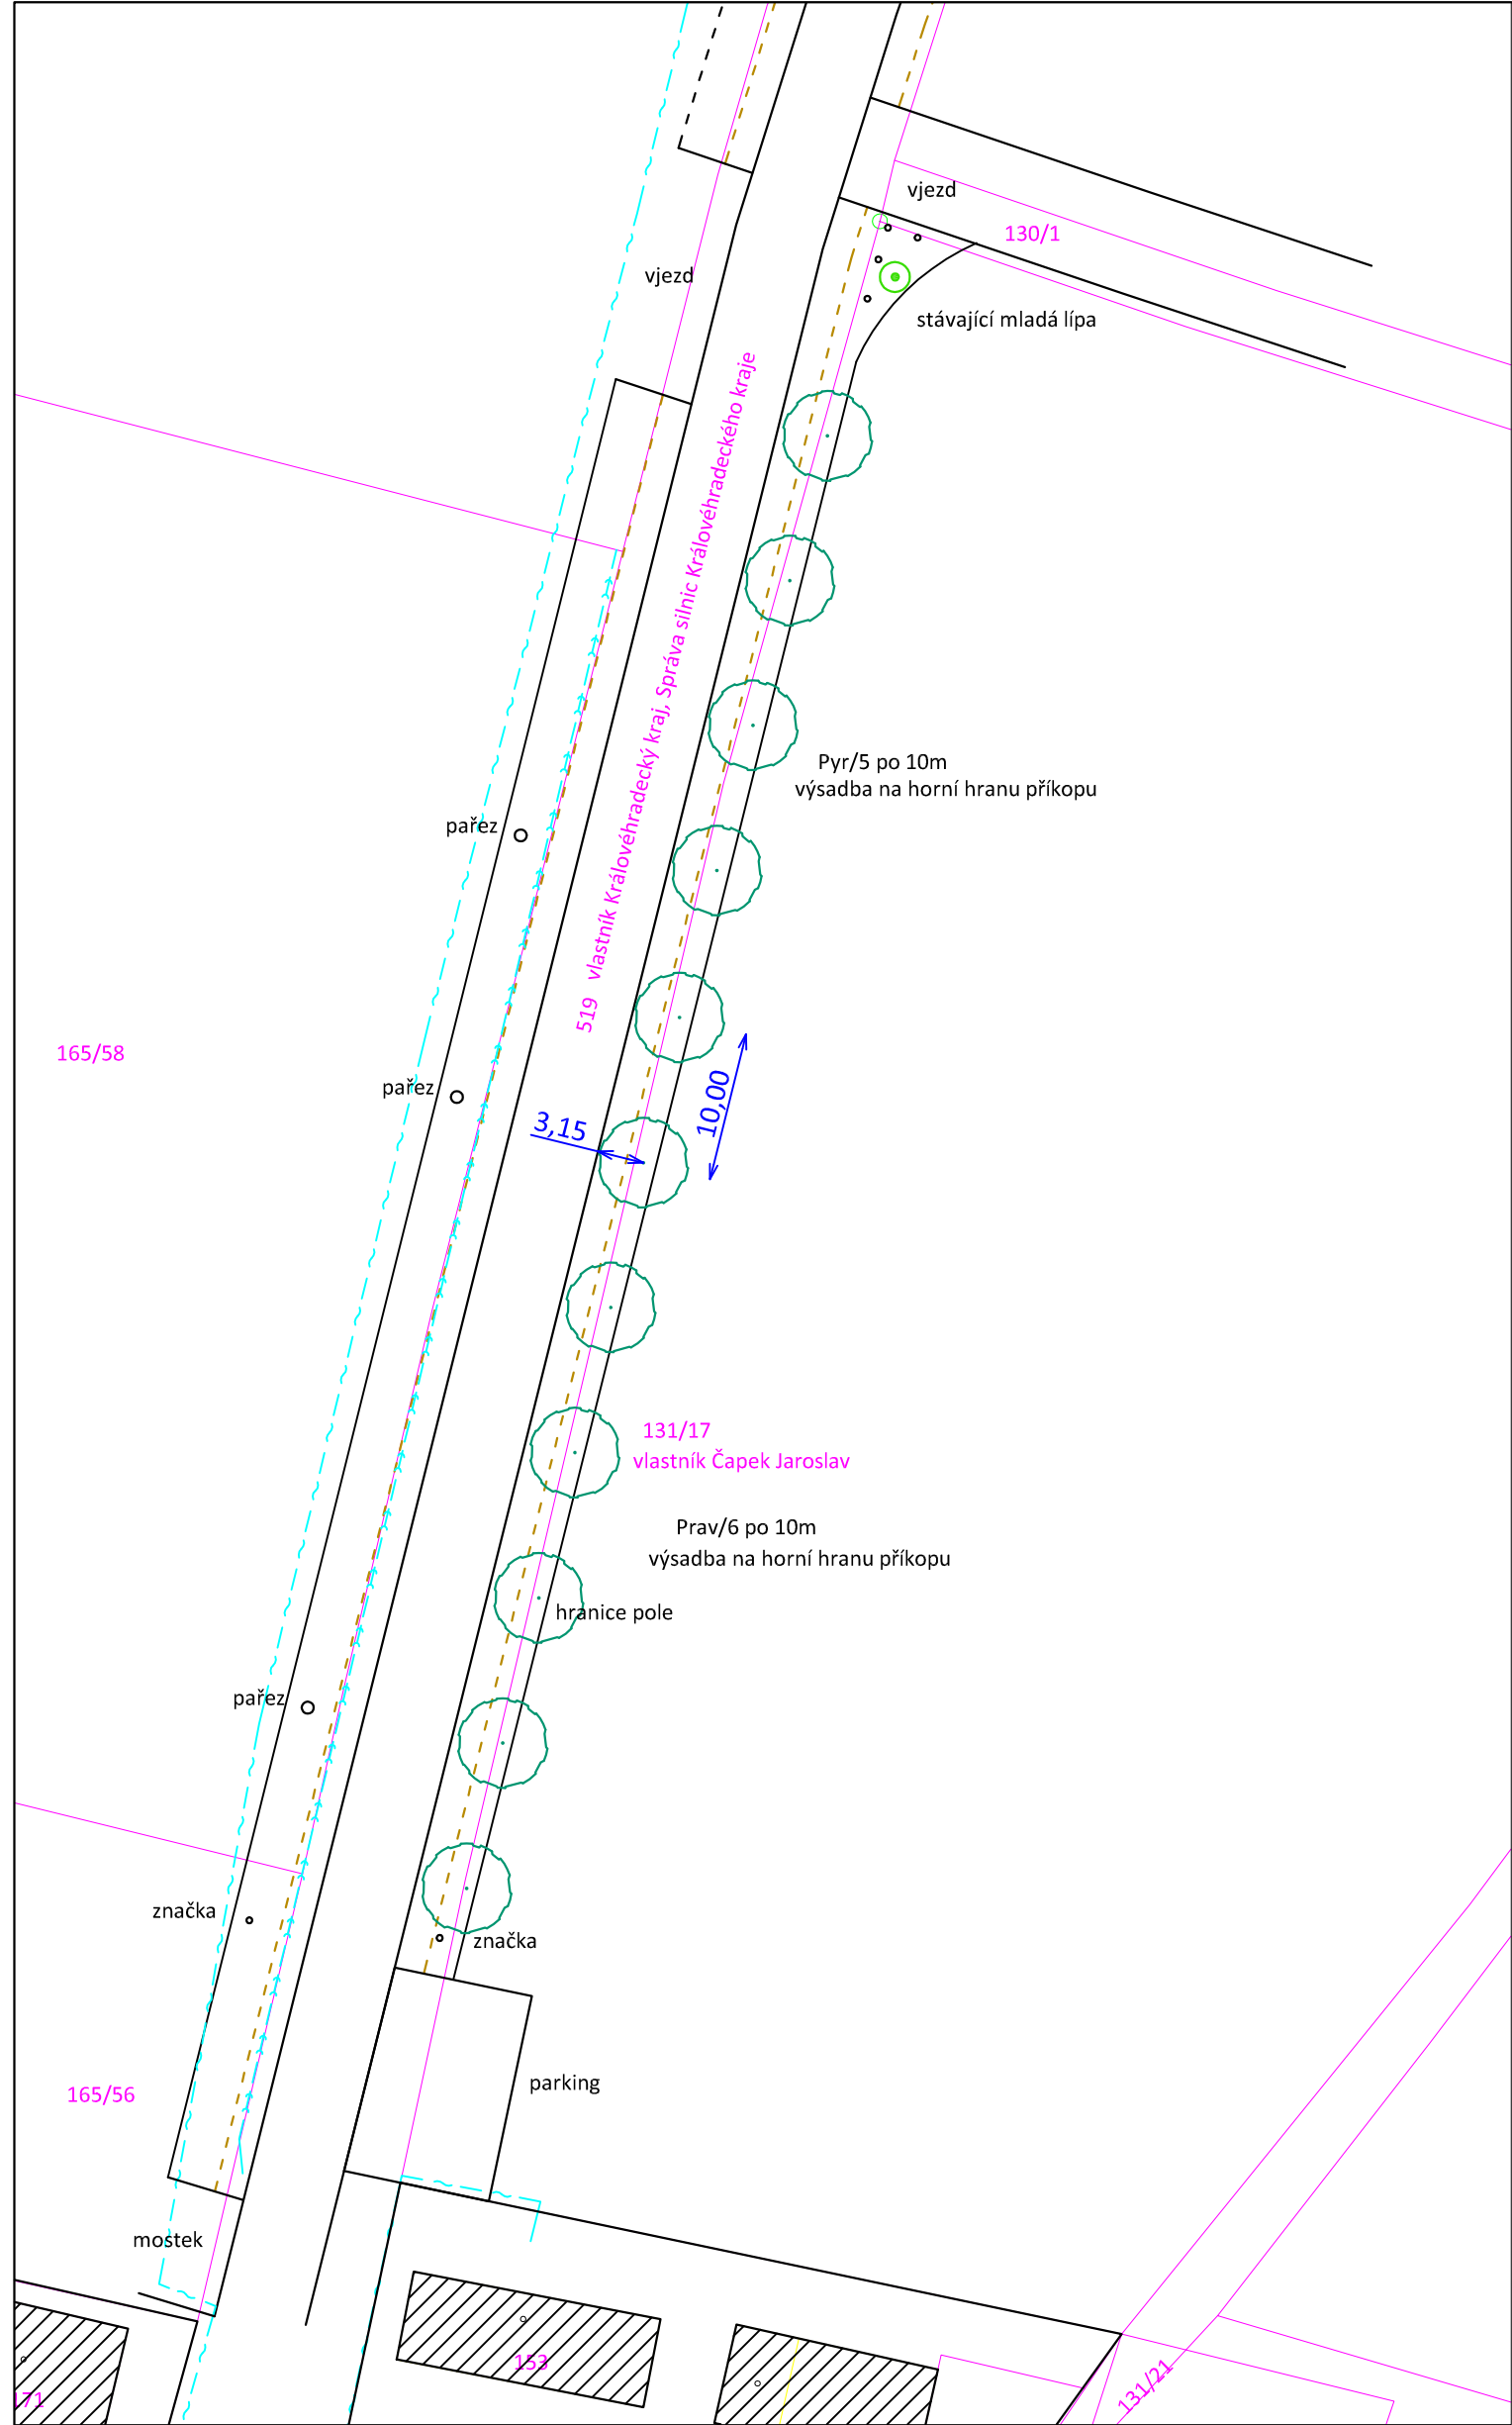 vjezd
130/1
vjezd
stávající mladá lípa
519 vlastník Královéhradecký kraj, Správa silnic Královéhradeckého kraje
Pyr/5 po 10m
výsadba na horní hranu příkopu
pařez
165/58
pařez
10,00
3,15
131/17
vlastník Čapek Jaroslav
Prav/6 po 10m
výsadba na horní hranu příkopu
hranice pole
pařez
značka
značka
parking
165/56
mostek
153
131/21
171